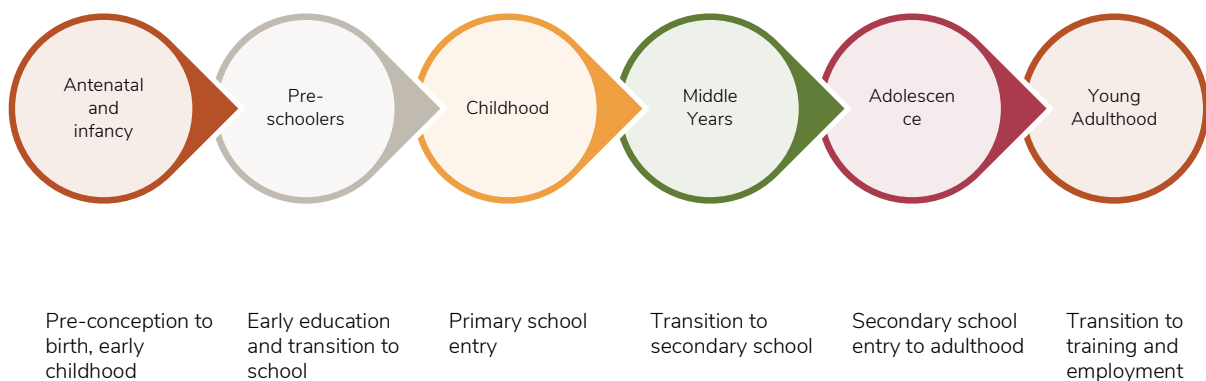 Antenatal
and
infancy
Pre-
schoolers
Childhood
Middle
Years
Adolescen
ce
Young
Adulthood
Pre-conception to
birth, early
childhood
Early education
and transition to
school
Primary school
entry
Transition to
secondary school
Secondary school
entry to adulthood
Transition to
training and
employment